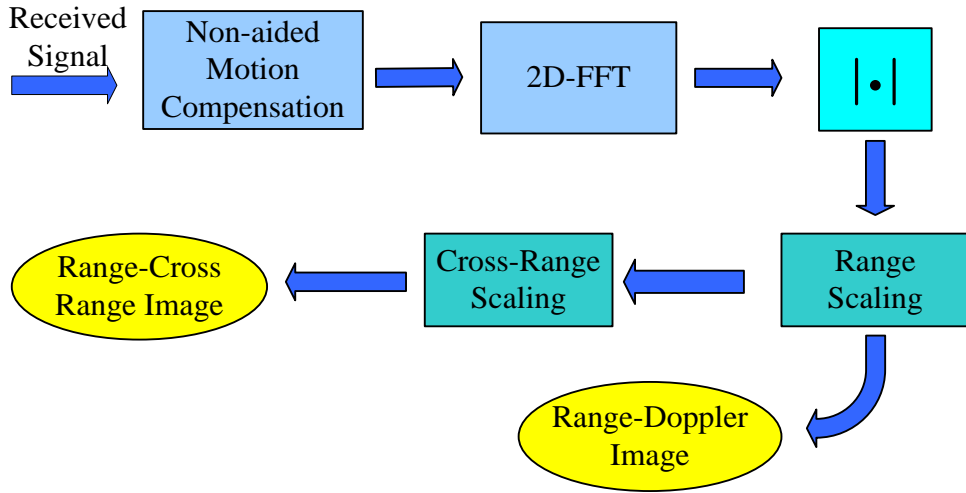 Received
Signal
Non-aided
Motion
Compensation
2D-FFT
|•|
Range
Scaling
Cross-Range
Scaling
Range-Cross
Range Image
Range-Doppler
Image